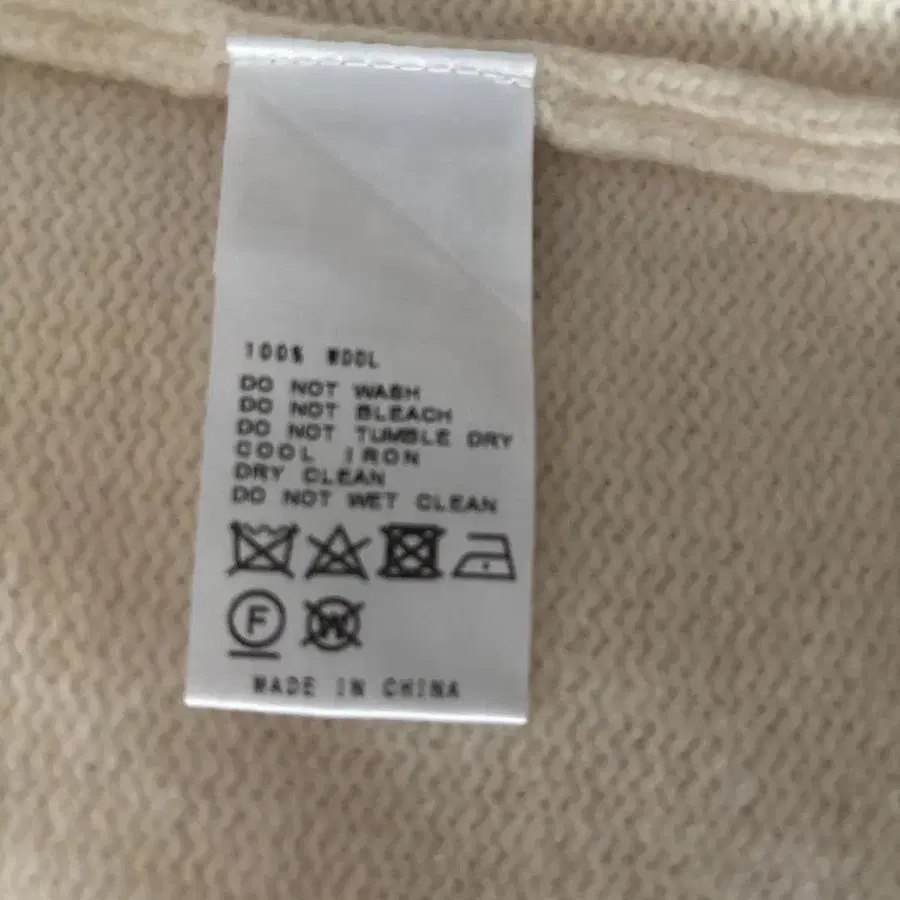 100% WOOL
DO NOT WASH
DO NOT BLEACH
DO NOT TUMBLE DRY
COOL IRON
DRY CLEAN
DO NOT WET CLEAN
F W
MADE IN CHINA